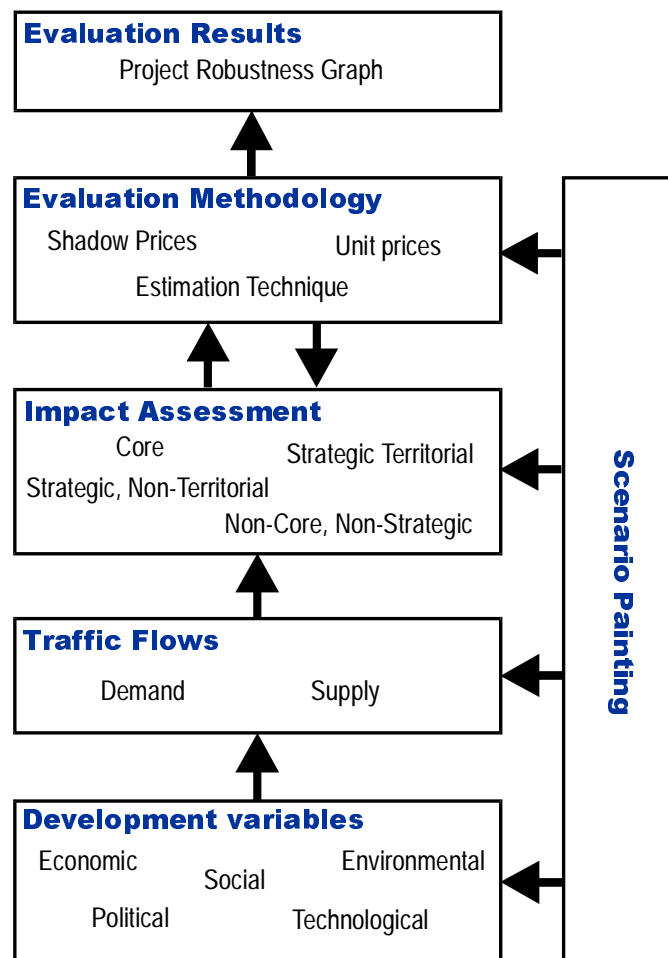 Evaluation Results
Project Robustness Graph
Evaluation Methodology
Shadow Prices
Unit prices
Estimation Technique
Impact Assessment
Core
Strategic Territorial
Strategic, Non-Territorial
Non-Core, Non-Strategic
Traffic Flows
Demand
Supply
Development variables
Economic
Social
Environmental
Political
Technological
Scenario Painting